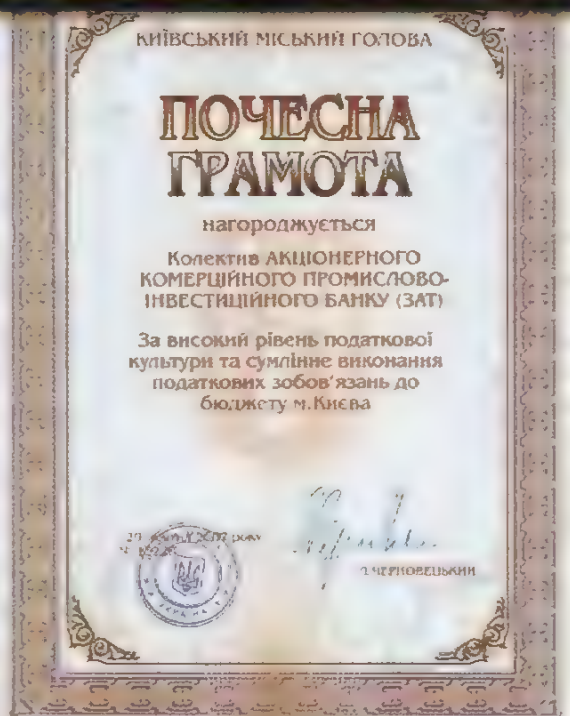 КИЇВСЬКИЙ МІСЬКИЙ ГОЛОВА
ПОЧЕСНА
ГРАМОТА
нагороджується
Колектив АКЦІОНЕРНОГО
КОМЕРЦІЙНОГО ПРОМИСЛОВО-
ІНВЕСТИЦІЙНОГО БАНКУ (ЗАТ)
За високий рівень податкової
культури та сумлінне виконання
податкових зобов'язань до
бюджету м.Києва
року
ЧЕРНОВЕЦЬКИЙ